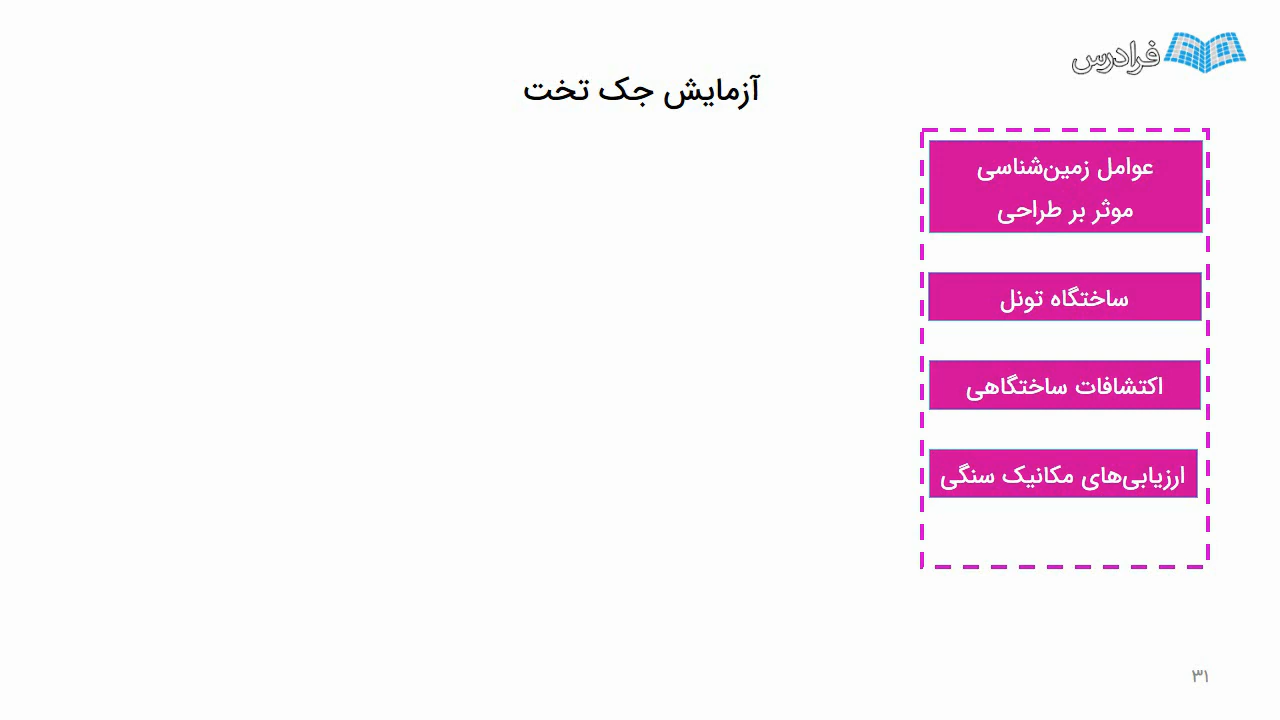 فرادرس
آزمایش جک تخت
عوامل زمین‌شناسی
موثر بر طراحی
ساختگاه تونل
اکتشافات ساختگاهی
ارزیابی‌های مکانیک سنگی
۳۱